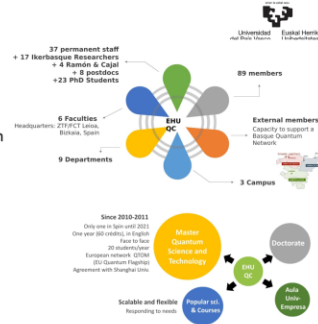 Universidad
del País Vasco
Euskal Herriko
Unibertsitatea
37 permanent staff
+ 17 Ikerbasque Researchers
+ 4 Ramón & Cajal
+ 8 postdocs
+23 PhD Students
89 members
6 Faculties
Headquarters: ZTF/FCT Leioa,
Bizkaia, Spain
EHU
QC
External members
Capacity to support a
Basque Quantum
Network
9 Departments
3 Campus
Since 2010-2011
Only one in Spin until 2021
One year (60 crédits), in English
Face to face
20 students/year
European network QTOM
(EU Quantum Flagship)
Agreement with Shanghai Univ.
Master
Quantum
Science and
Technology
Doctorate
EHU
QC
Scalable and flexible
Responding to needs
Popular sci.
& Courses
Aula
Univ-
Empresa